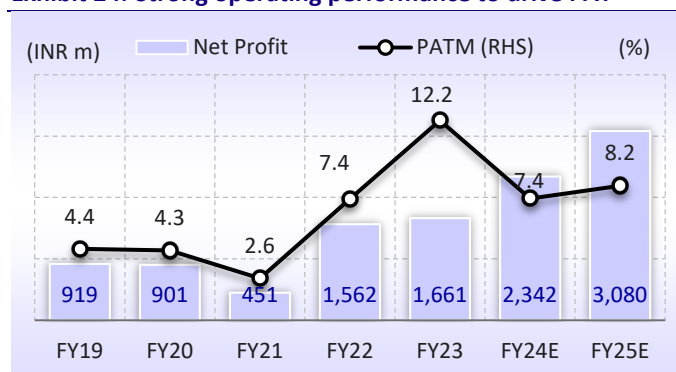 (INR m) Net Profit PATM (RHS) (%)
12.2
7.4 7.4 8.2
4.4 4.3 2.6
919 901 451 1,562 1,661 2,342 3,080
FY19 FY20 FY21 FY22 FY23 FY24E FY25E